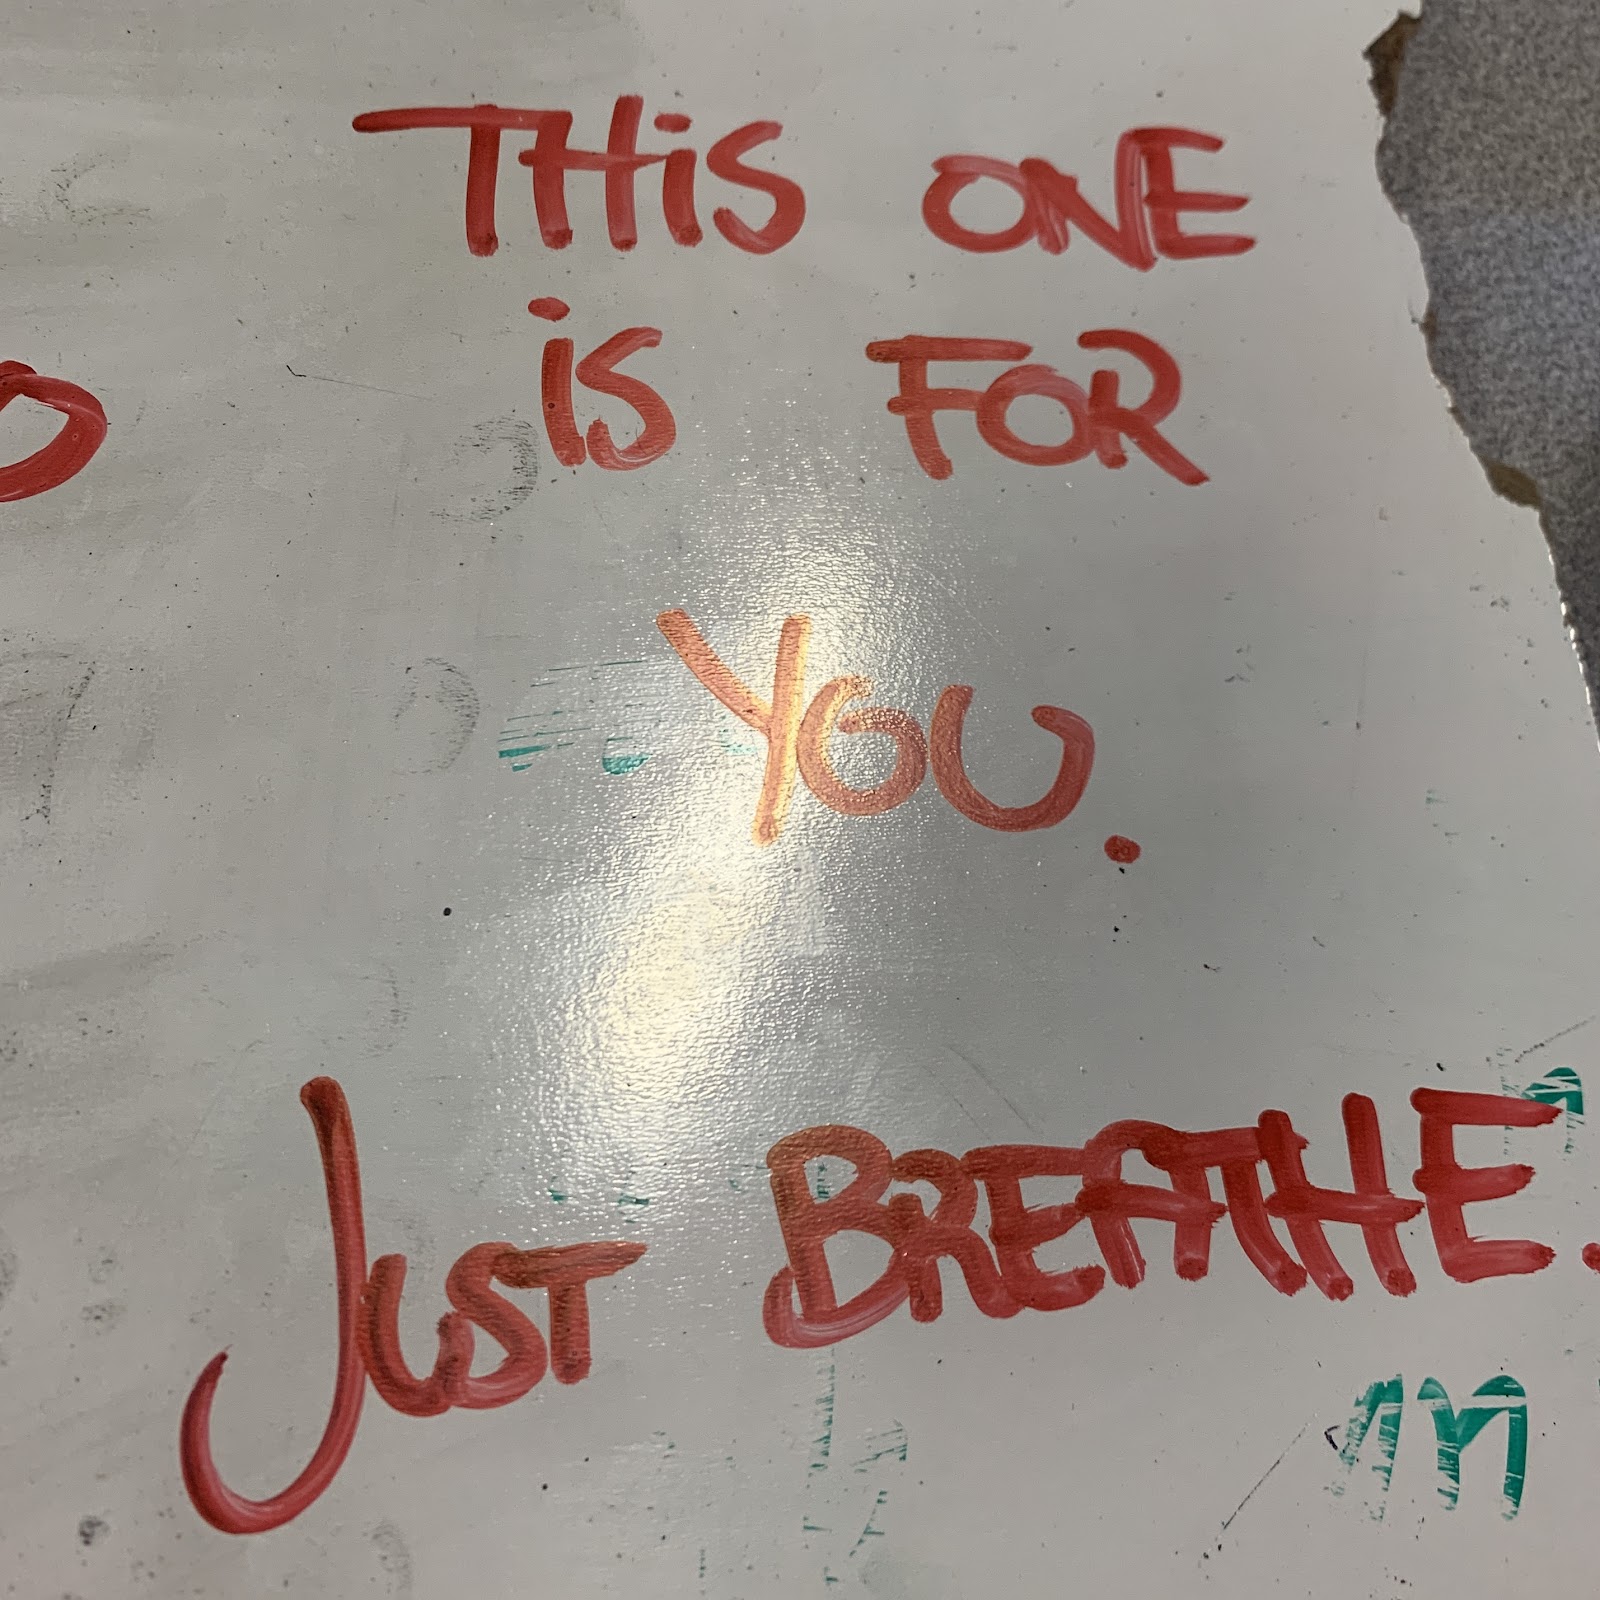 THiS ONE
iS FOR
YOU.
JUST BREATHE.